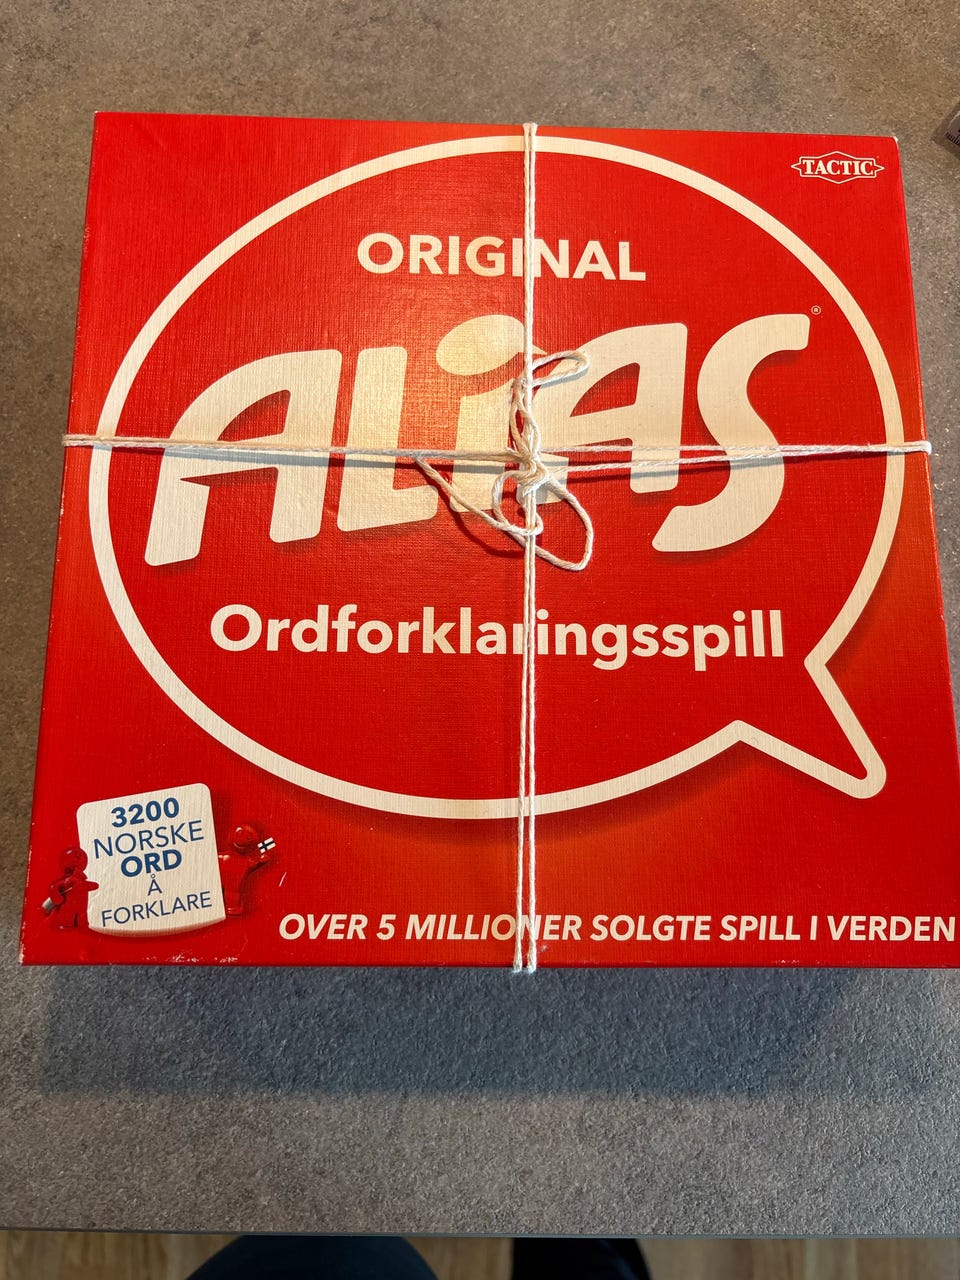 TACTIC
ORIGINAL
ALiAS®
Ordforklaringsspill
3200
NORSKE
ORD
Å
FORKLARE
OVER 5 MILLIONER SOLGTE SPILL I VERDEN